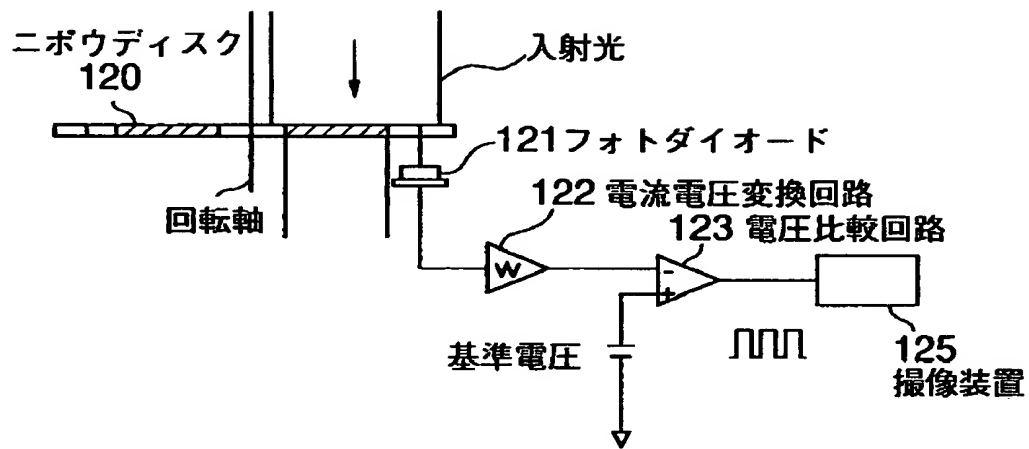 ニポウディスク
120
入射光
121フォトダイオード
回転軸
122 電流電圧変換回路
123 電圧比較回路
W
-
+
基準電圧
125
撮像装置